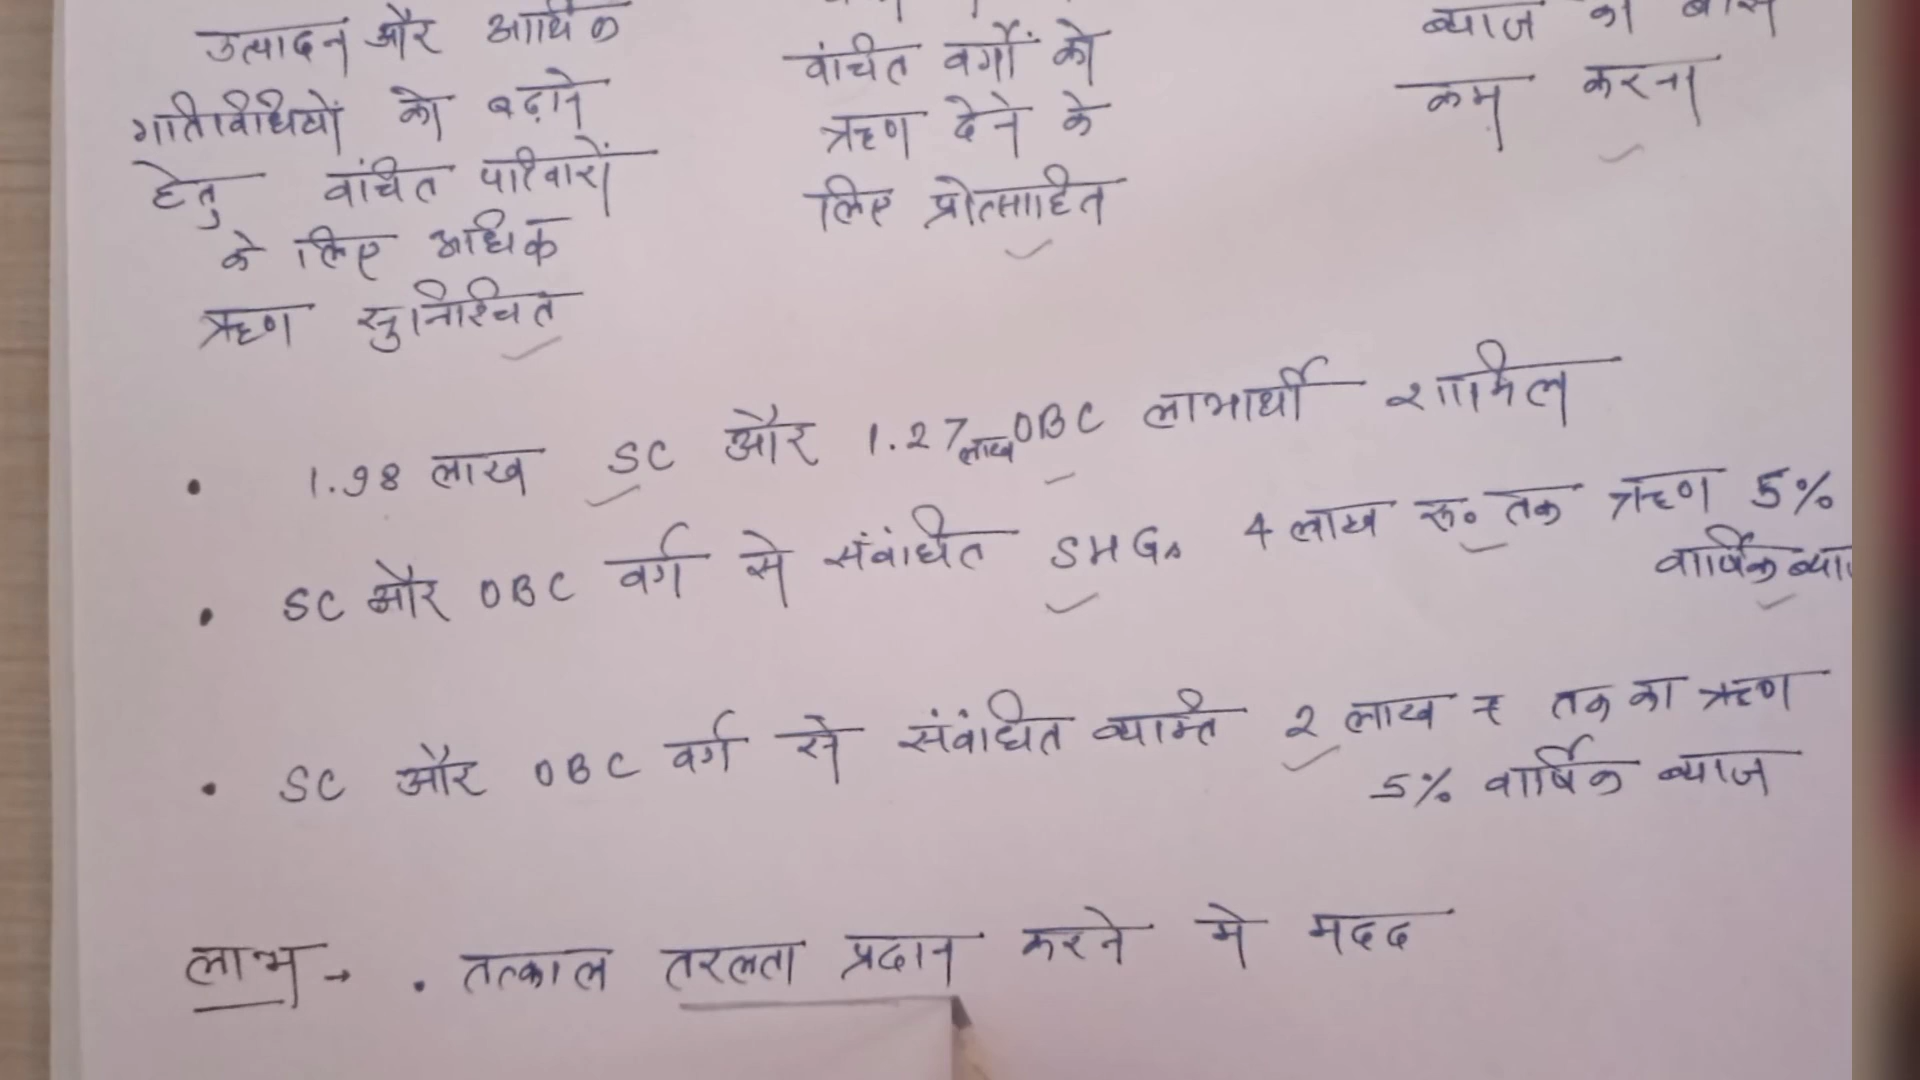 उत्पादन और आर्थिक
गतिविधियों को बढ़ाने
हेतु वंचित परिवारों
के लिए अधिक
ऋण सुनिश्चित
वंचित वर्गों को
ऋण देने के
लिए प्रोत्साहित
ब्याज का
कम करना
• 1.98 लाख SC और 1.27 लाख OBC लाभार्थी शामिल
• SC और OBC वर्ग से संबंधित SHGs 4 लाख रू० तक ऋण 5%
वार्षिक
• SC और OBC वर्ग से संबंधित व्यक्ति 2 लाख ₹ तक का ऋण
5% वार्षिक ब्याज
लाभ → • तत्काल तरलता प्रदान करने मे मदद